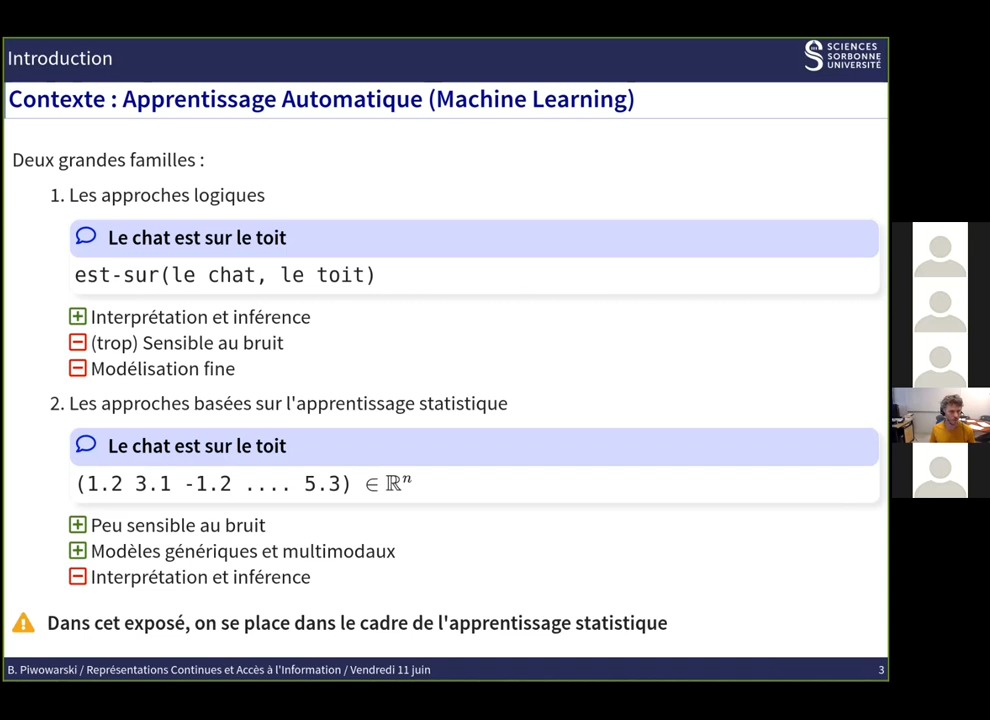 Introduction
SCIENCES
SORBONNE
UNIVERSITÉ
Contexte : Apprentissage Automatique (Machine Learning)
Deux grandes familles :
1. Les approches logiques
Le chat est sur le toit
est-sur(le chat, le toit)
Interprétation et inférence
(trop) Sensible au bruit
Modélisation fine
2. Les approches basées sur l'apprentissage statistique
Le chat est sur le toit
(1.2 3.1 -1.2 .... 5.3) ∈ ℝⁿ
Peu sensible au bruit
Modèles génériques et multimodaux
Interprétation et inférence
Dans cet exposé, on se place dans le cadre de l'apprentissage statistique
B. Piwowarski / Représentations Continues et Accès à l'Information / Vendredi 11 juin
3